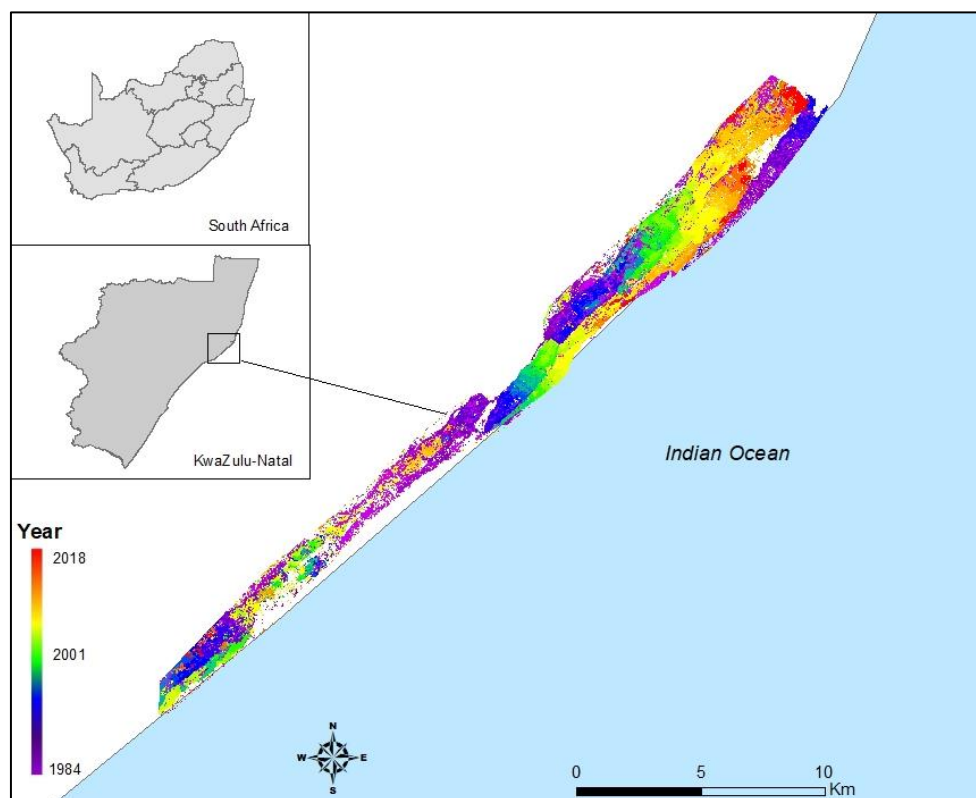 South Africa
KwaZulu-Natal
Indian Ocean
Year
2018
2001
1984
N
W E
S
0 5 10
Km